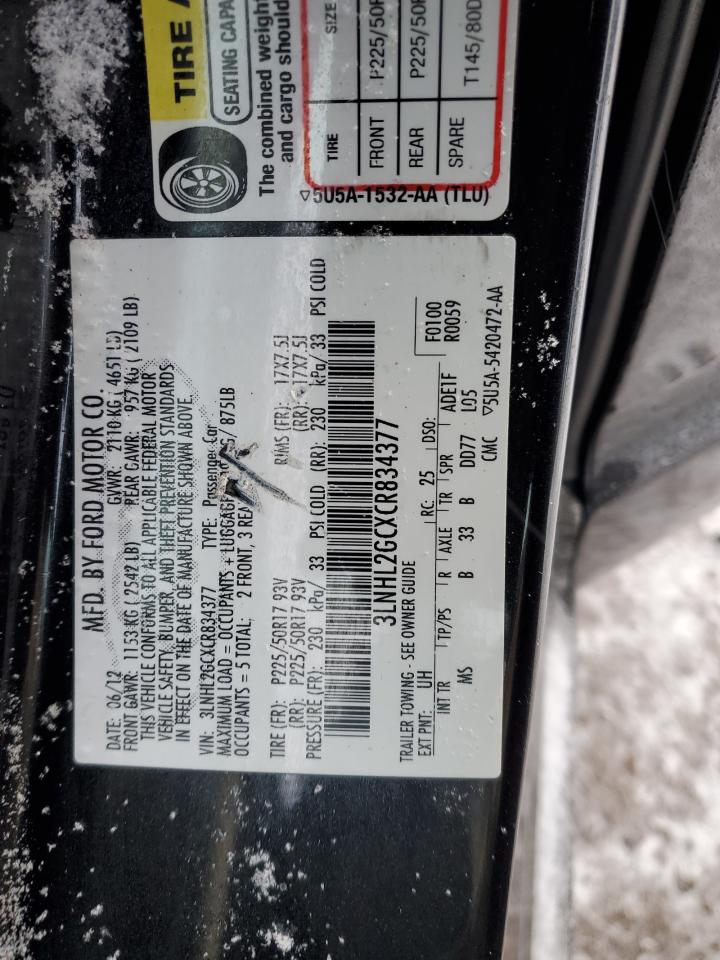 TIRE A
SEATING CAPA
The combined weight
and cargo should
TIRE SIZE
FRONT P225/50R
REAR P225/50R
SPARE T145/80D
▽5U5A-1532-AA (TLU)
MFD. BY FORD MOTOR CO.
DATE: 06/12 GVWR: 2110 KG ( 4651 LB)
FRONT GAWR: 1153 KG ( 2542 LB) REAR GAWR: 957 KG ( 2109 LB)
THIS VEHICLE CONFORMS TO ALL APPLICABLE FEDERAL MOTOR
VEHICLE SAFETY, BUMPER, AND THEFT PREVENTION STANDARDS
IN EFFECT ON THE DATE OF MANUFACTURE SHOWN ABOVE.
VIN: 3LNHL2GCXCR834377 TYPE: Passenger Car
MAXIMUM LOAD = OCCUPANTS + LUGGAGE 875LB
OCCUPANTS = 5 TOTAL; 2 FRONT, 3 REA
TIRE (FR): P225/50R17 93V RIMS (FR): 17X7.5J
(RR): P225/50R17 93V (RR): 17X7.5J
PRESSURE (FR): 230 kPa/ 33 PSI COLD (RR): 230 kPa/ 33 PSI COLD
3LNHL2GCXCR834377
TRAILER TOWING - SEE OWNER GUIDE
F0100
R0059
EXT PNT: UH RC: 25 DSO:
INT TR TP/PS R AXLE TR SPR ADE1F
MS B 33 B DD77 L05
CMC ▽5U5A-5420472-AA